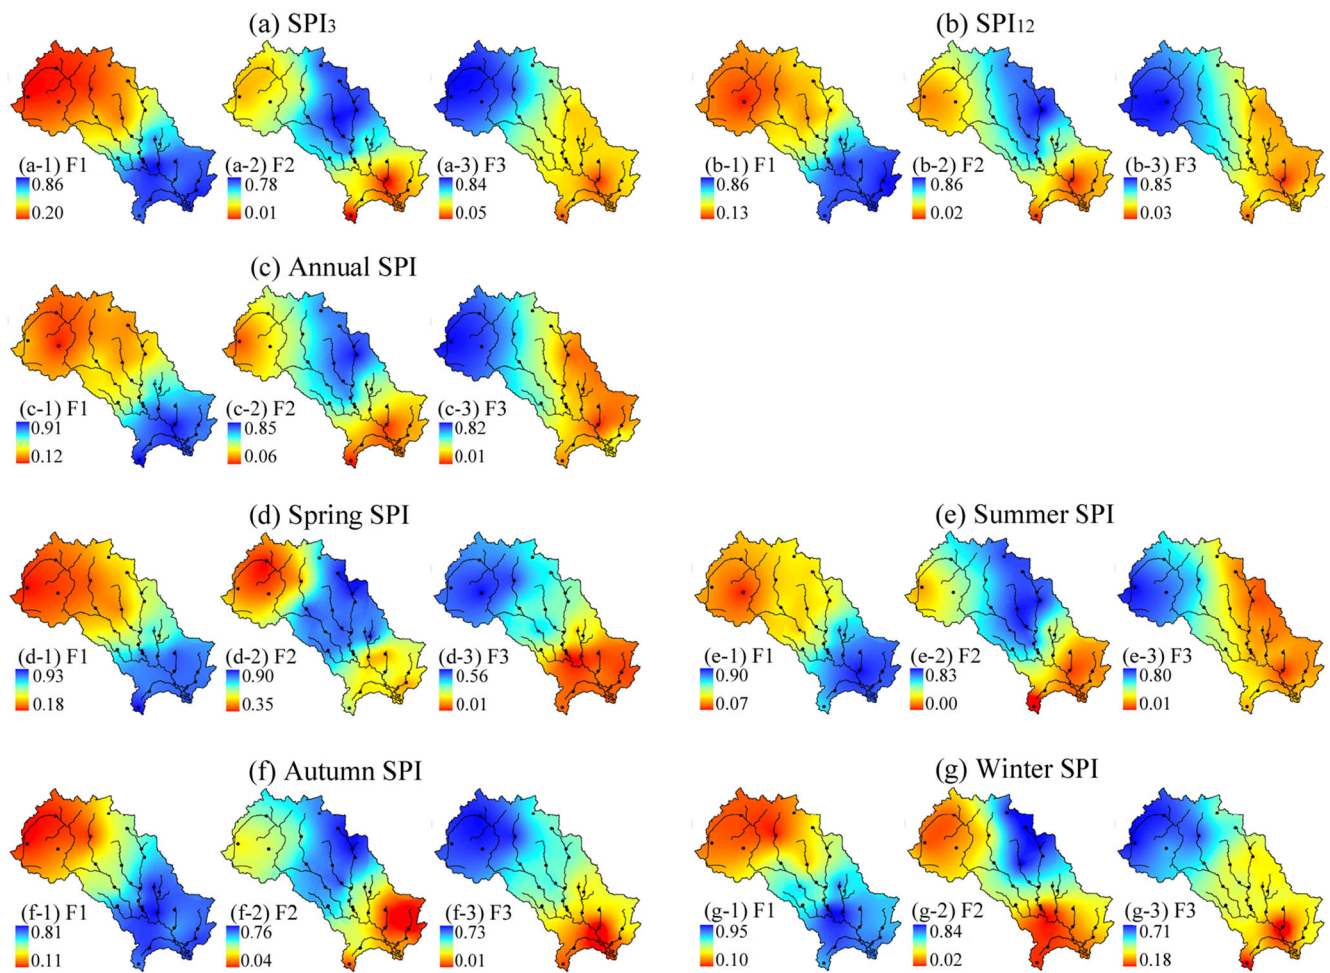 (a) SPI3
(b) SPI12
(a-1) F1
0.86
0.20
(a-2) F2
0.78
0.01
(a-3) F3
0.84
0.05
(b-1) F1
0.86
0.13
(b-2) F2
0.86
0.02
(b-3) F3
0.85
0.03
(c) Annual SPI
(c-1) F1
0.91
0.12
(c-2) F2
0.85
0.06
(c-3) F3
0.82
0.01
(d) Spring SPI
(e) Summer SPI
(d-1) F1
0.93
0.18
(d-2) F2
0.90
0.35
(d-3) F3
0.56
0.01
(e-1) F1
0.90
0.07
(e-2) F2
0.83
0.00
(e-3) F3
0.80
0.01
(f) Autumn SPI
(g) Winter SPI
(f-1) F1
0.81
0.11
(f-2) F2
0.76
0.04
(f-3) F3
0.73
0.01
(g-1) F1
0.95
0.10
(g-2) F2
0.84
0.02
(g-3) F3
0.71
0.18